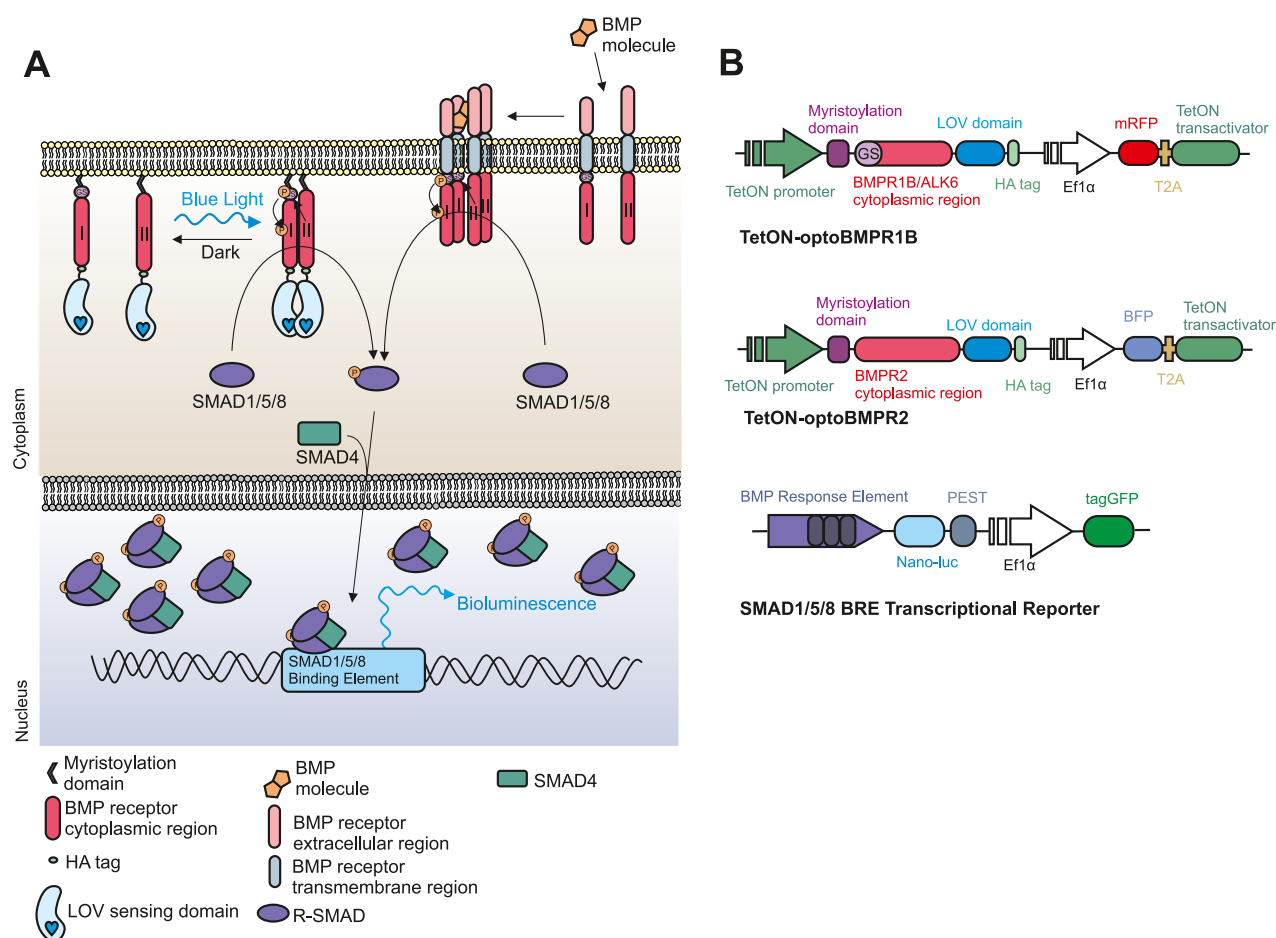 A
BMP
molecule
GS
I
II
Blue Light
Dark
P
P
I
II
GS
P
P
I
II
I
II
GS
I
II
SMAD1/5/8
P
SMAD1/5/8
SMAD4
Cytoplasm
P
P
P
P
P
P
P
P
P
Bioluminescence
SMAD1/5/8
Binding Element
Nucleus
Myristoylation
domain
BMP receptor
cytoplasmic region
HA tag
LOV sensing domain
BMP
molecule
BMP receptor
extracellular region
BMP receptor
transmembrane region
R-SMAD
SMAD4
B
Myristoylation
domain
LOV domain
mRFP
TetON
transactivator
GS
TetON promoter
BMPR1B/ALK6
cytoplasmic region
HA tag
Ef1α
T2A
TetON-optoBMPR1B
Myristoylation
domain
LOV domain
BFP
TetON
transactivator
TetON promoter
BMPR2
cytoplasmic region
HA tag
Ef1α
T2A
TetON-optoBMPR2
BMP Response Element
PEST
tagGFP
Nano-luc
Ef1α
SMAD1/5/8 BRE Transcriptional Reporter